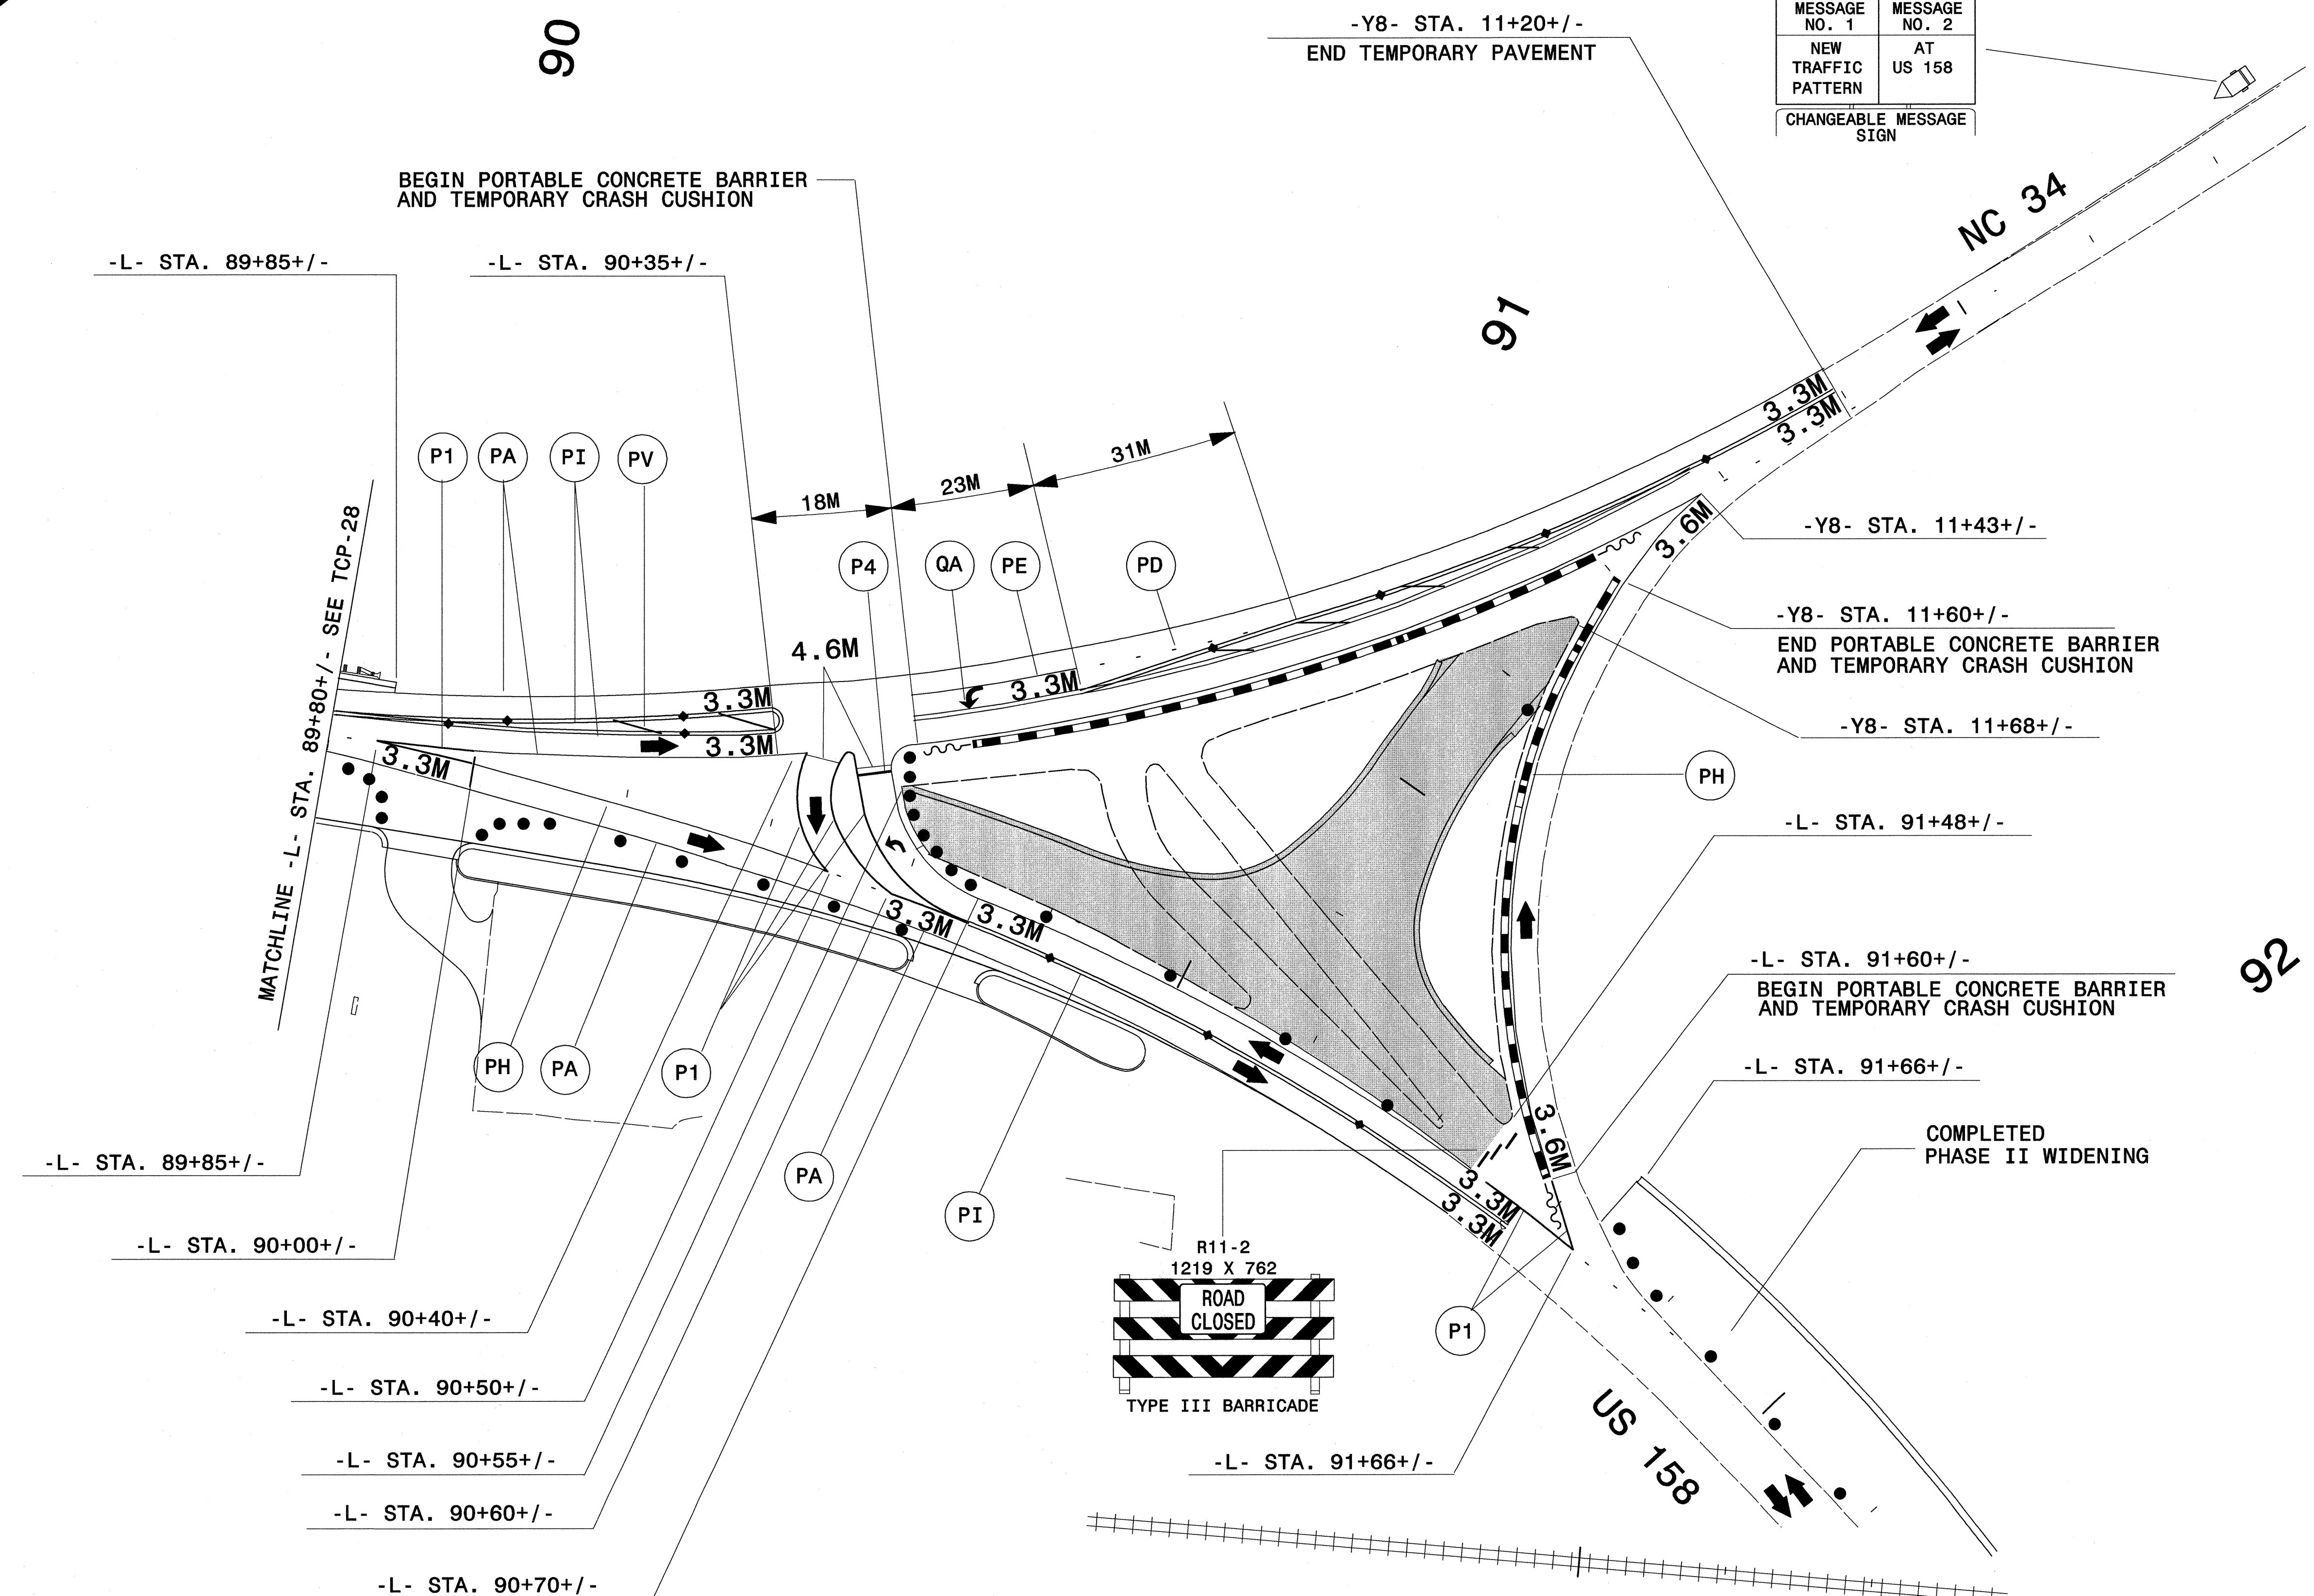 90
-Y8- STA. 11+20+/-
END TEMPORARY PAVEMENT
MESSAGE NO. 1
MESSAGE NO. 2
NEW TRAFFIC PATTERN
AT US 158
CHANGEABLE MESSAGE
SIGN
NC 34
BEGIN PORTABLE CONCRETE BARRIER
AND TEMPORARY CRASH CUSHION
-L- STA. 89+85+/-
-L- STA. 90+35+/-
91
3.3M
3.3M
P1
PA
PI
PV
18M
23M
31M
3.6M
-Y8- STA. 11+43+/-
P4
QA
PE
PD
MATCHLINE -L- STA. 89+80+/- SEE TCP-28
-Y8- STA. 11+60+/-
END PORTABLE CONCRETE BARRIER
AND TEMPORARY CRASH CUSHION
4.6M
3.3M
3.3M
3.3M
3.3M
-Y8- STA. 11+68+/-
PH
-L- STA. 91+48+/-
3.3M
3.3M
-L- STA. 91+60+/-
BEGIN PORTABLE CONCRETE BARRIER
AND TEMPORARY CRASH CUSHION
92
PH
PA
P1
-L- STA. 91+66+/-
3.6M
COMPLETED
PHASE II WIDENING
-L- STA. 89+85+/-
PA
PI
3.3M
3.3M
-L- STA. 90+00+/-
R11-2
1219 X 762
ROAD
CLOSED
TYPE III BARRICADE
P1
-L- STA. 90+40+/-
-L- STA. 90+50+/-
-L- STA. 90+55+/-
-L- STA. 91+66+/-
US 158
-L- STA. 90+60+/-
-L- STA. 90+70+/-